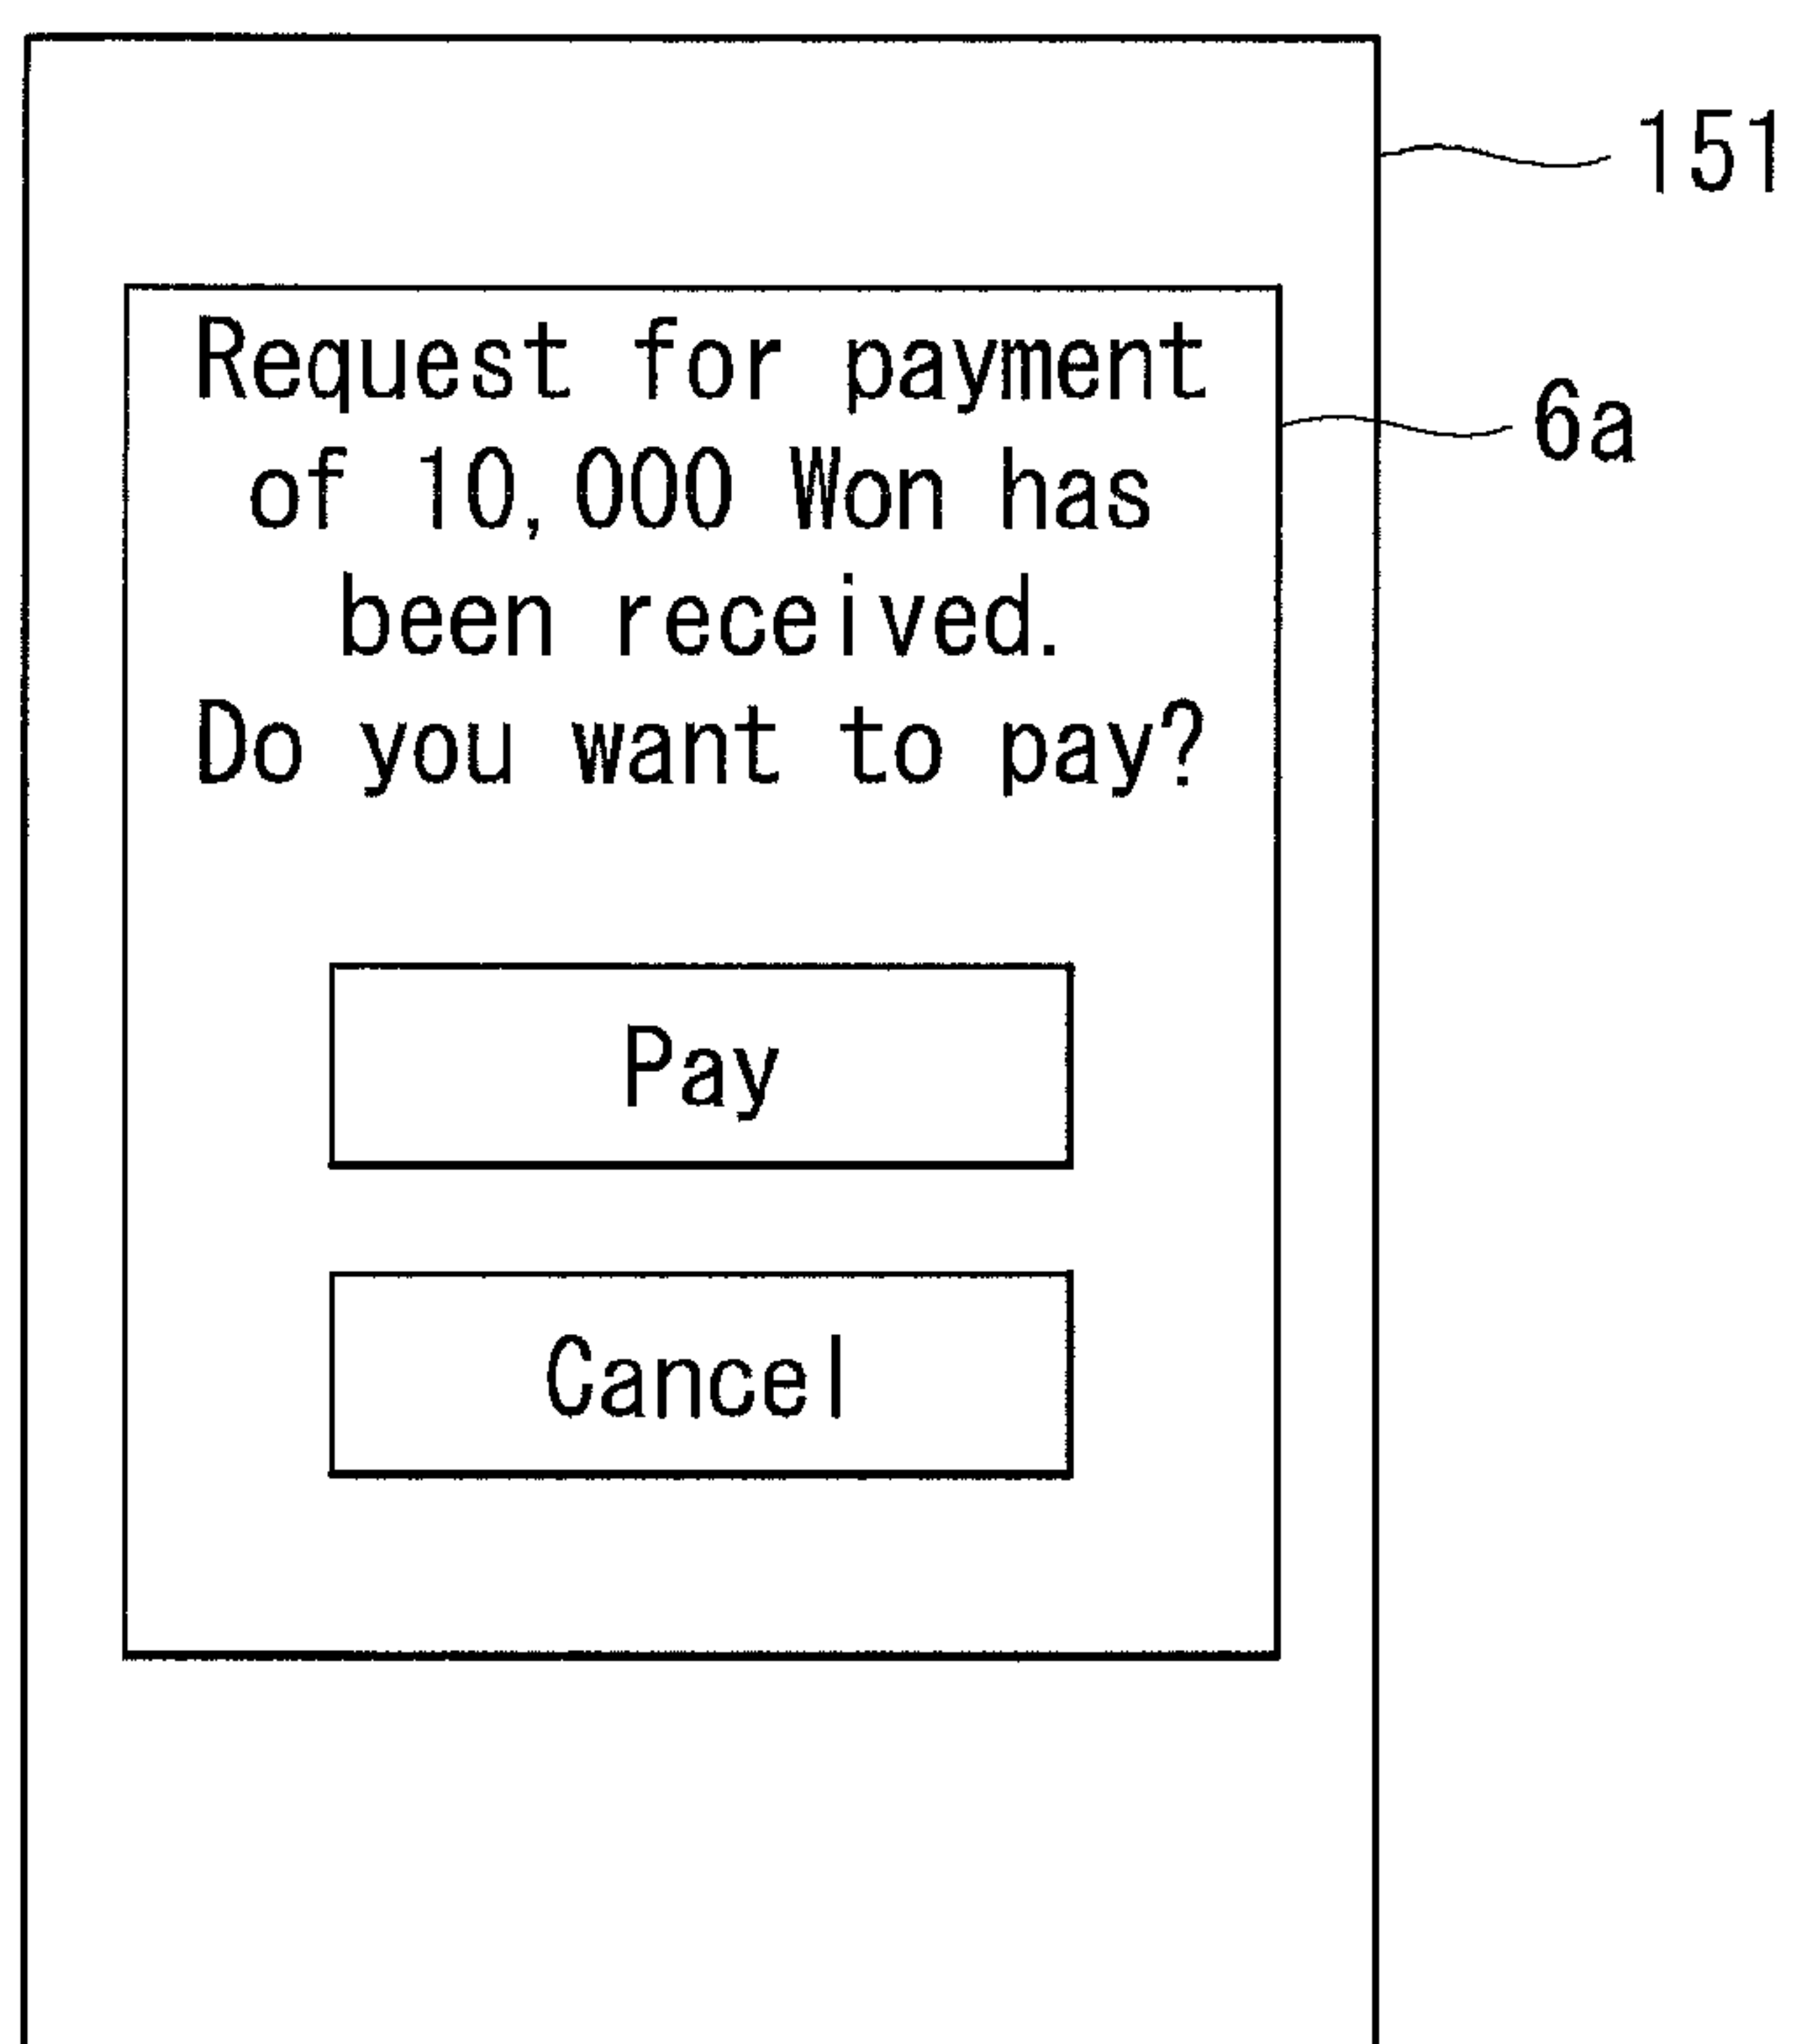 151
Request for payment
of 10,000 Won has
been received.
Do you want to pay?
6a
Pay
Cancel